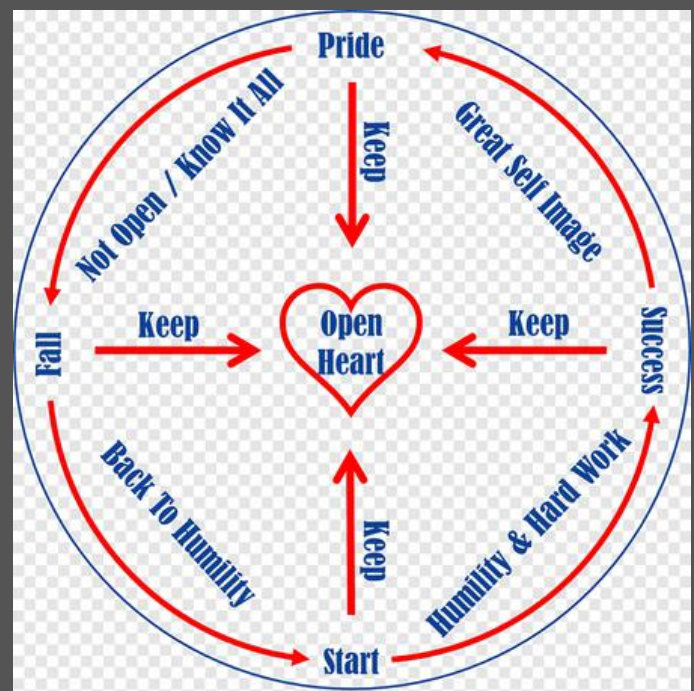 Pride
Keep
Great Self Image
Not Open / Know It All
Fall
Keep
Open
Heart
Keep
Success
Back To Humility
Keep
Humility & Hard Work
Start